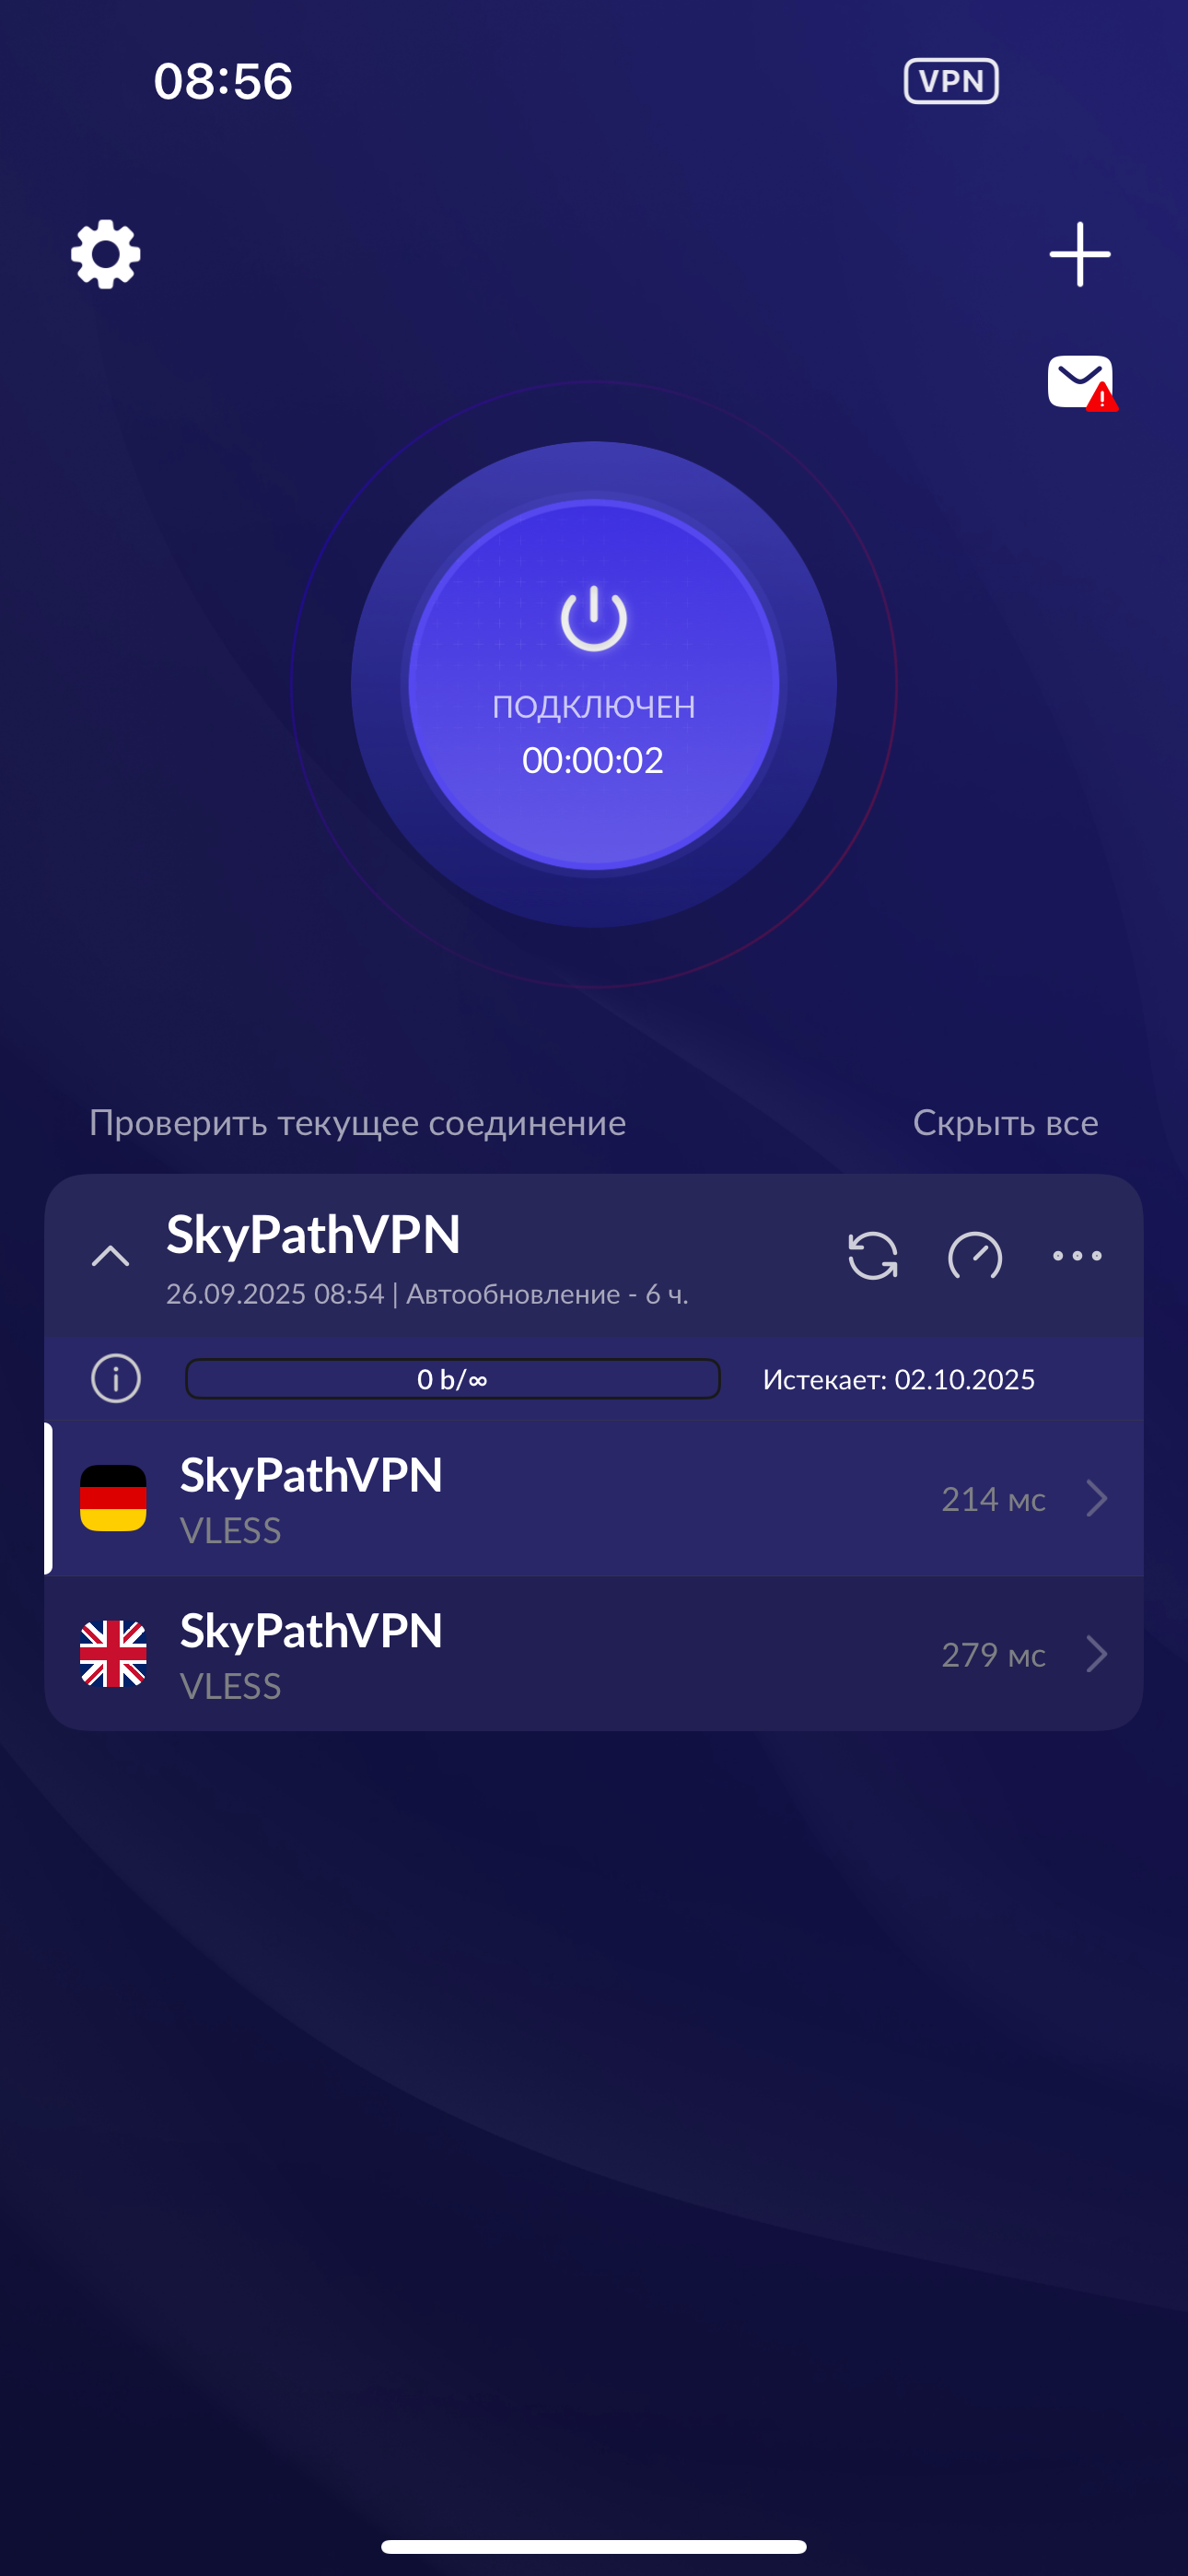 08:56
VPN
ПОДКЛЮЧЕН
00:00:02
Проверить текущее соединение
Скрыть все
SkyPathVPN
26.09.2025 08:54 | Автообновление - 6 ч.
0 b/∞
Истекает: 02.10.2025
SkyPathVPN
VLESS
214 мс
SkyPathVPN
VLESS
279 мс